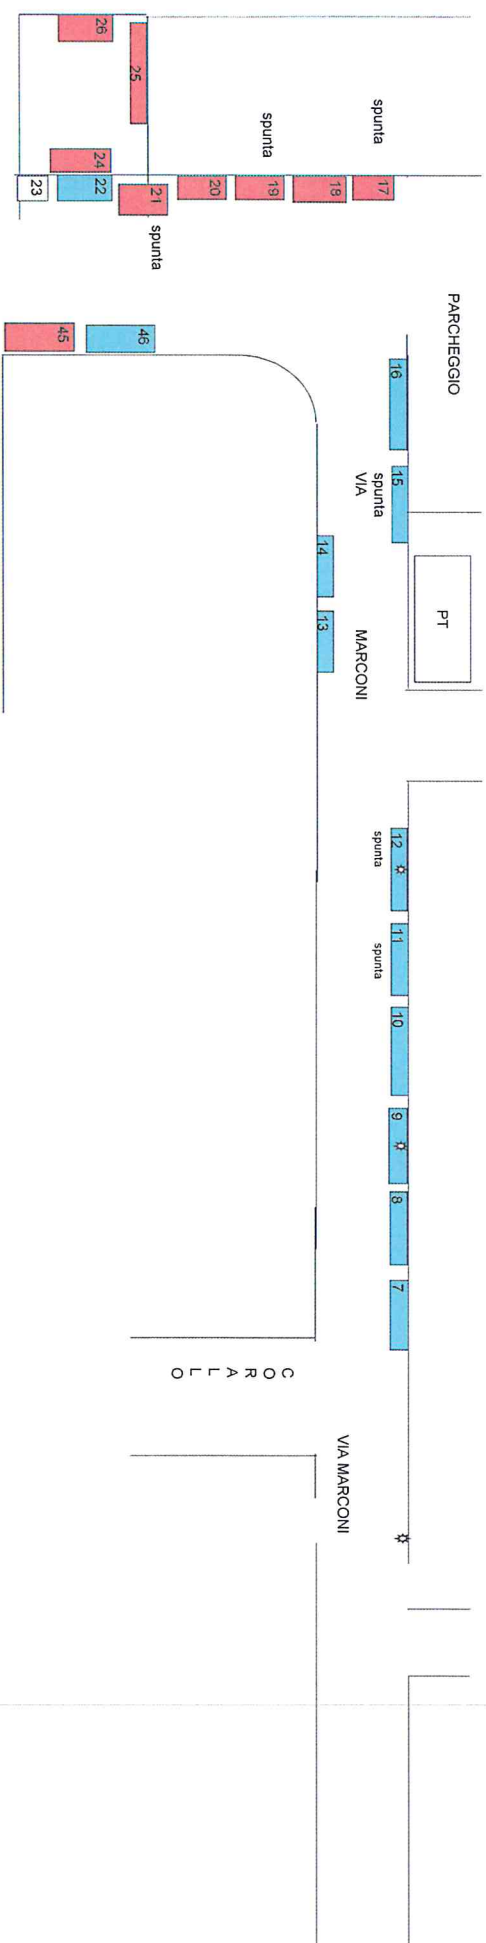 26
25
spunta
spunta
24
23
22
21
20
19
18
17
spunta
PARCHEGGIO
45
46
16
15
spunta
VIA
PT
14
13
MARCONI
12
spunta
11
spunta
10
9
8
7
COROLLA
VIA MARCONI